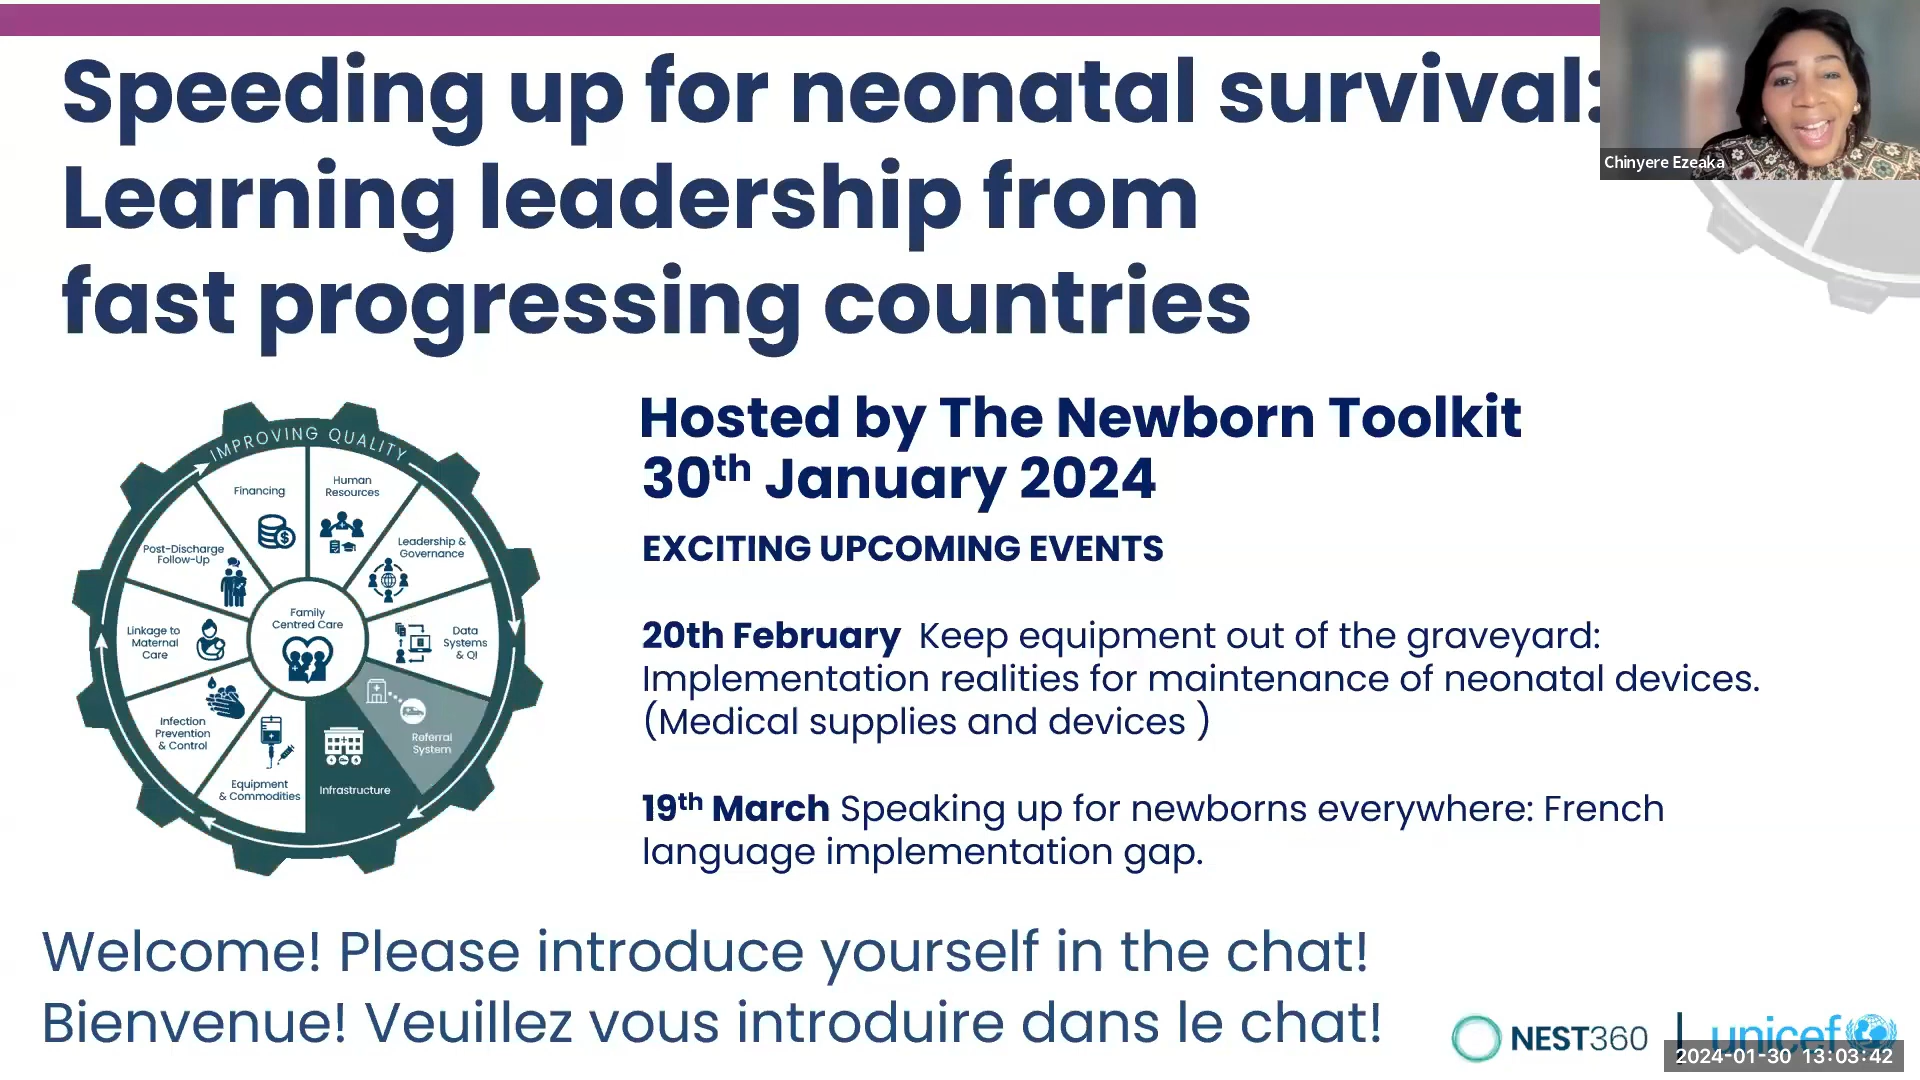 Speeding up for neonatal survival:
Learning leadership from
fast progressing countries
Chinyere Ezeaka
Hosted by The Newborn Toolkit
30th January 2024
EXCITING UPCOMING EVENTS
20th February Keep equipment out of the graveyard:
Implementation realities for maintenance of neonatal devices.
(Medical supplies and devices )
19th March Speaking up for newborns everywhere: French
language implementation gap.
IMPROVING QUALITY
Financing
Human
Resources
Leadership &
Governance
Data
Systems
& QI
Referral
System
Infrastructure
Equipment
& Commodities
Infection
Prevention
& Control
Linkage to
Maternal
Care
Post-Discharge
Follow-Up
Family
Centred Care
Welcome! Please introduce yourself in the chat!
Bienvenue! Veuillez vous introduire dans le chat!
NEST360 | unicef
2024-01-30 13:03:42